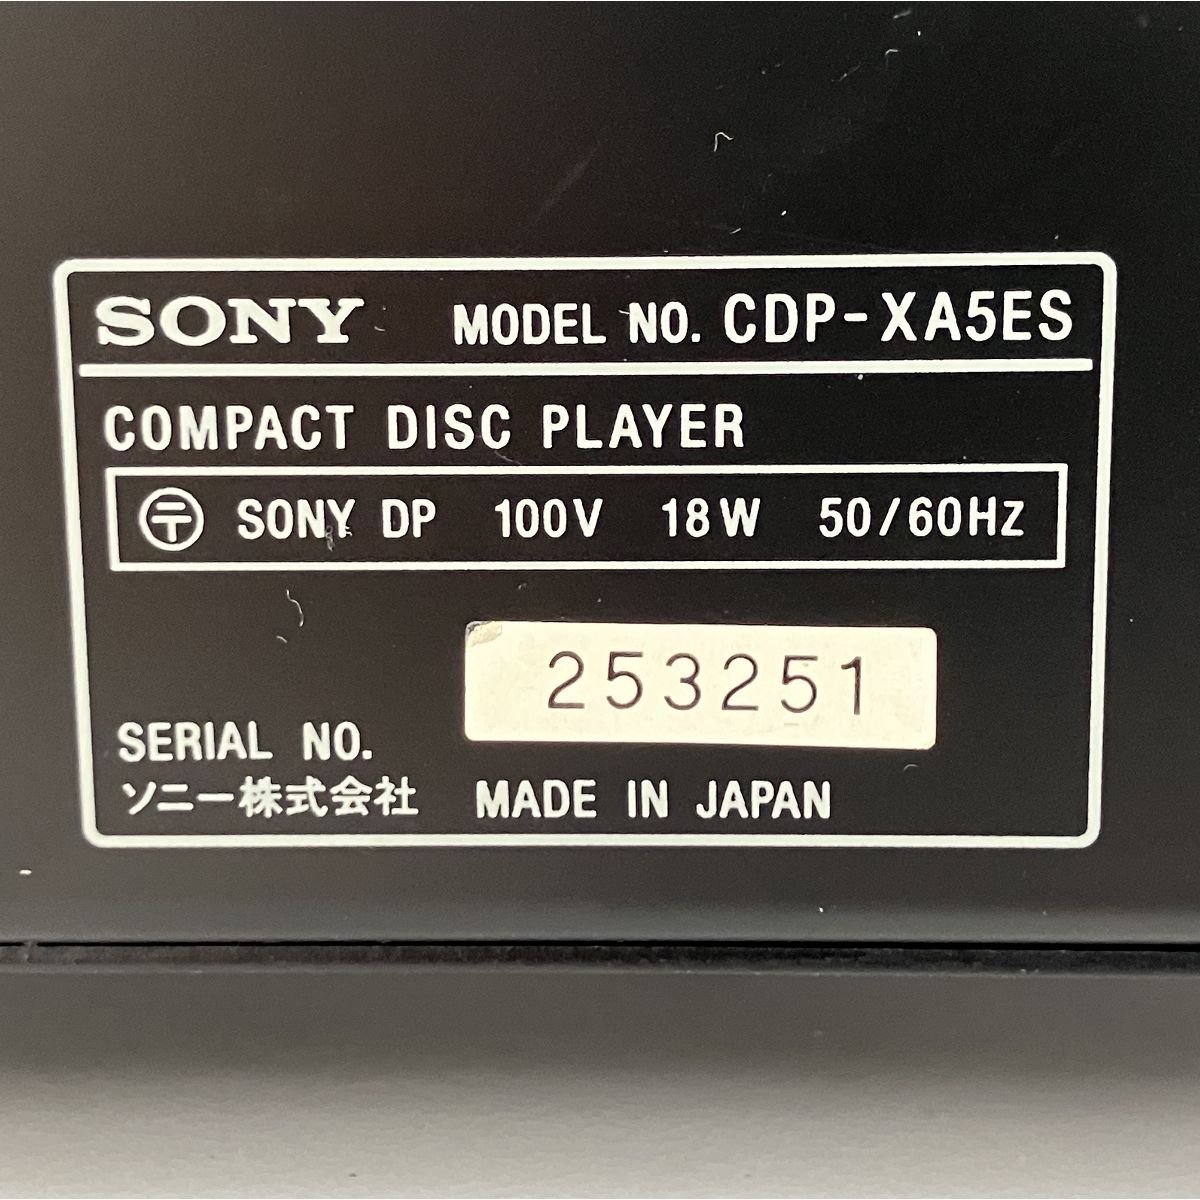 SONY MODEL NO. CDP-XA5ES
COMPACT DISC PLAYER
〒 SONY DP 100V 18W 50/60Hz
253251
SERIAL NO.
ソニー株式会社 MADE IN JAPAN